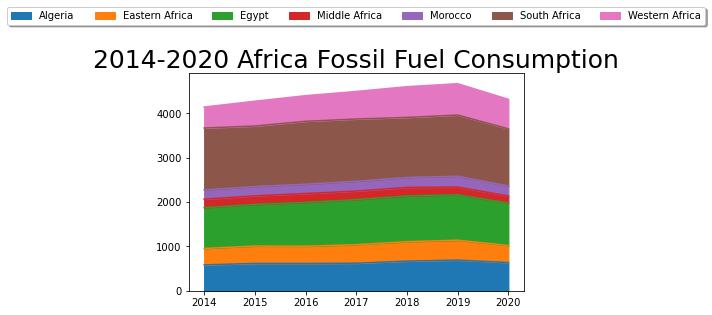 Algeria Eastern Africa Egypt Middle Africa Morocco South Africa Western Africa
2014-2020 Africa Fossil Fuel Consumption
4000
3000
2000
1000
0
2014 2015 2016 2017 2018 2019 2020